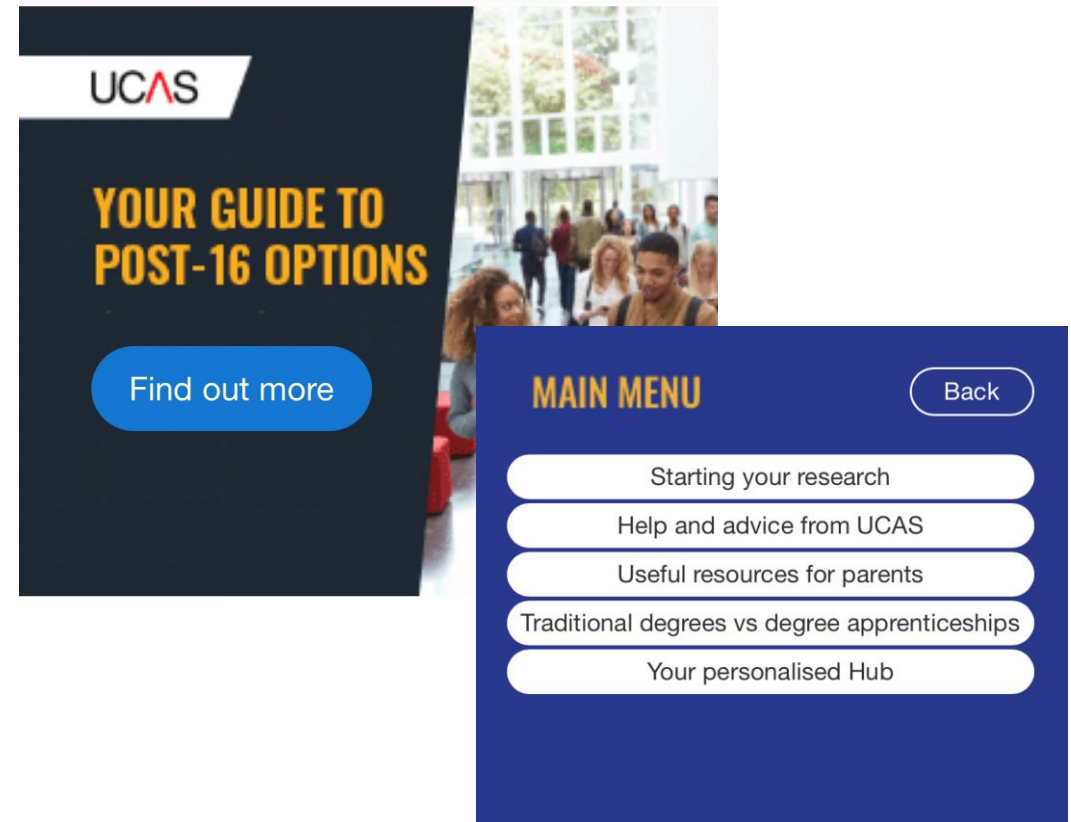 UCAS
YOUR GUIDE TO
POST-16 OPTIONS
Find out more
MAIN MENU
Back
Starting your research
Help and advice from UCAS
Useful resources for parents
Traditional degrees vs degree apprenticeships
Your personalised Hub